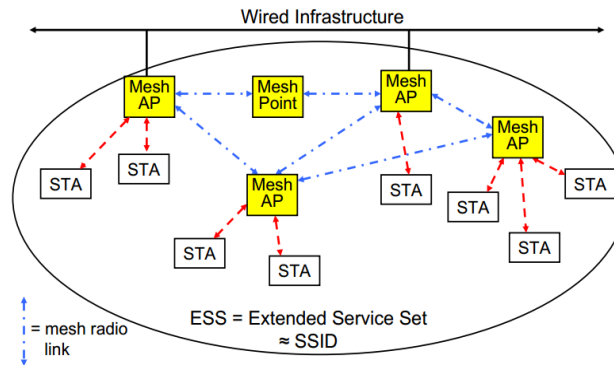 Wired Infrastructure
Mesh
AP
Mesh
Point
Mesh
AP
Mesh
AP
STA
STA
Mesh
AP
STA
STA
STA
STA
STA
STA
ESS = Extended Service Set
≈ SSID
= mesh radio
link